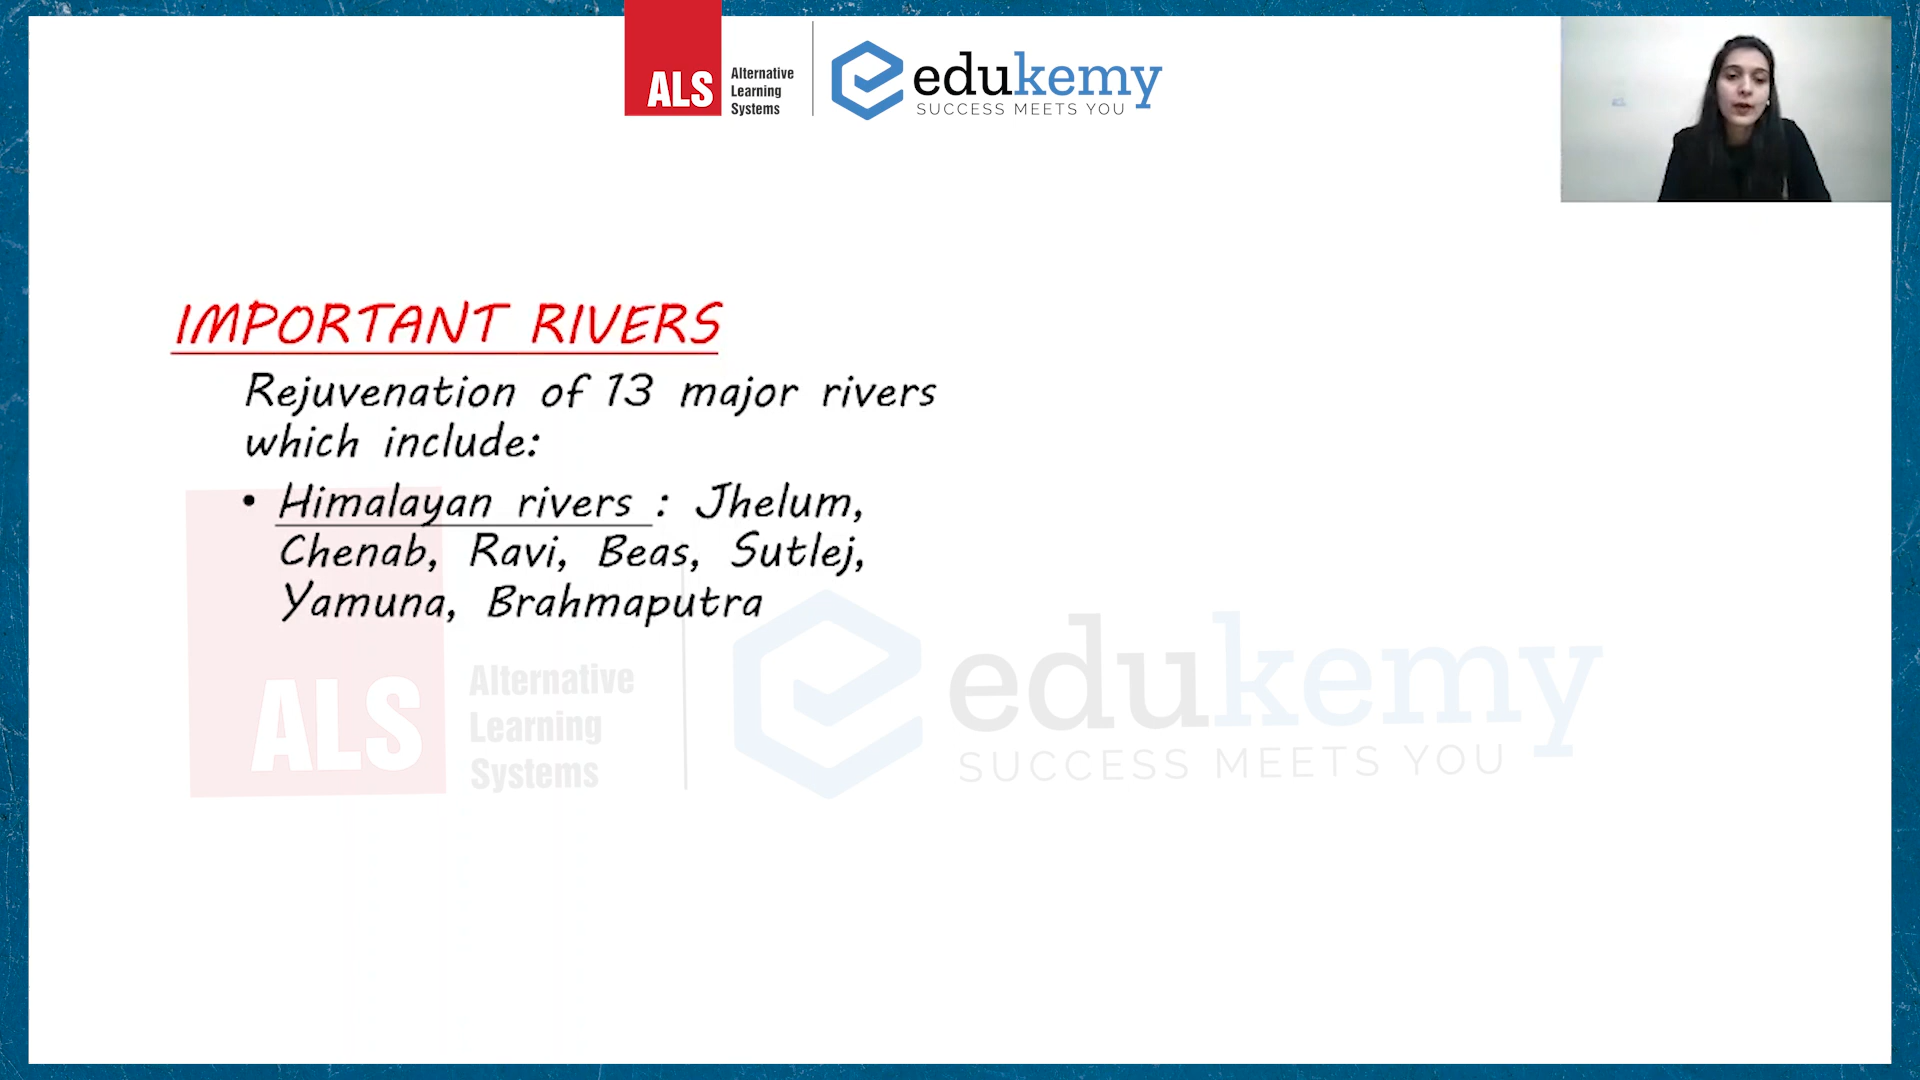 ALS
Alternative
Learning
Systems
edukemy
SUCCESS MEETS YOU
IMPORTANT RIVERS
Rejuvenation of 13 major rivers
which include:
• Himalayan rivers : Jhelum,
Chenab, Ravi, Beas, Sutlej,
Yamuna, Brahmaputra
ALS
Alternative
Learning
Systems
edukemy
SUCCESS MEETS YOU